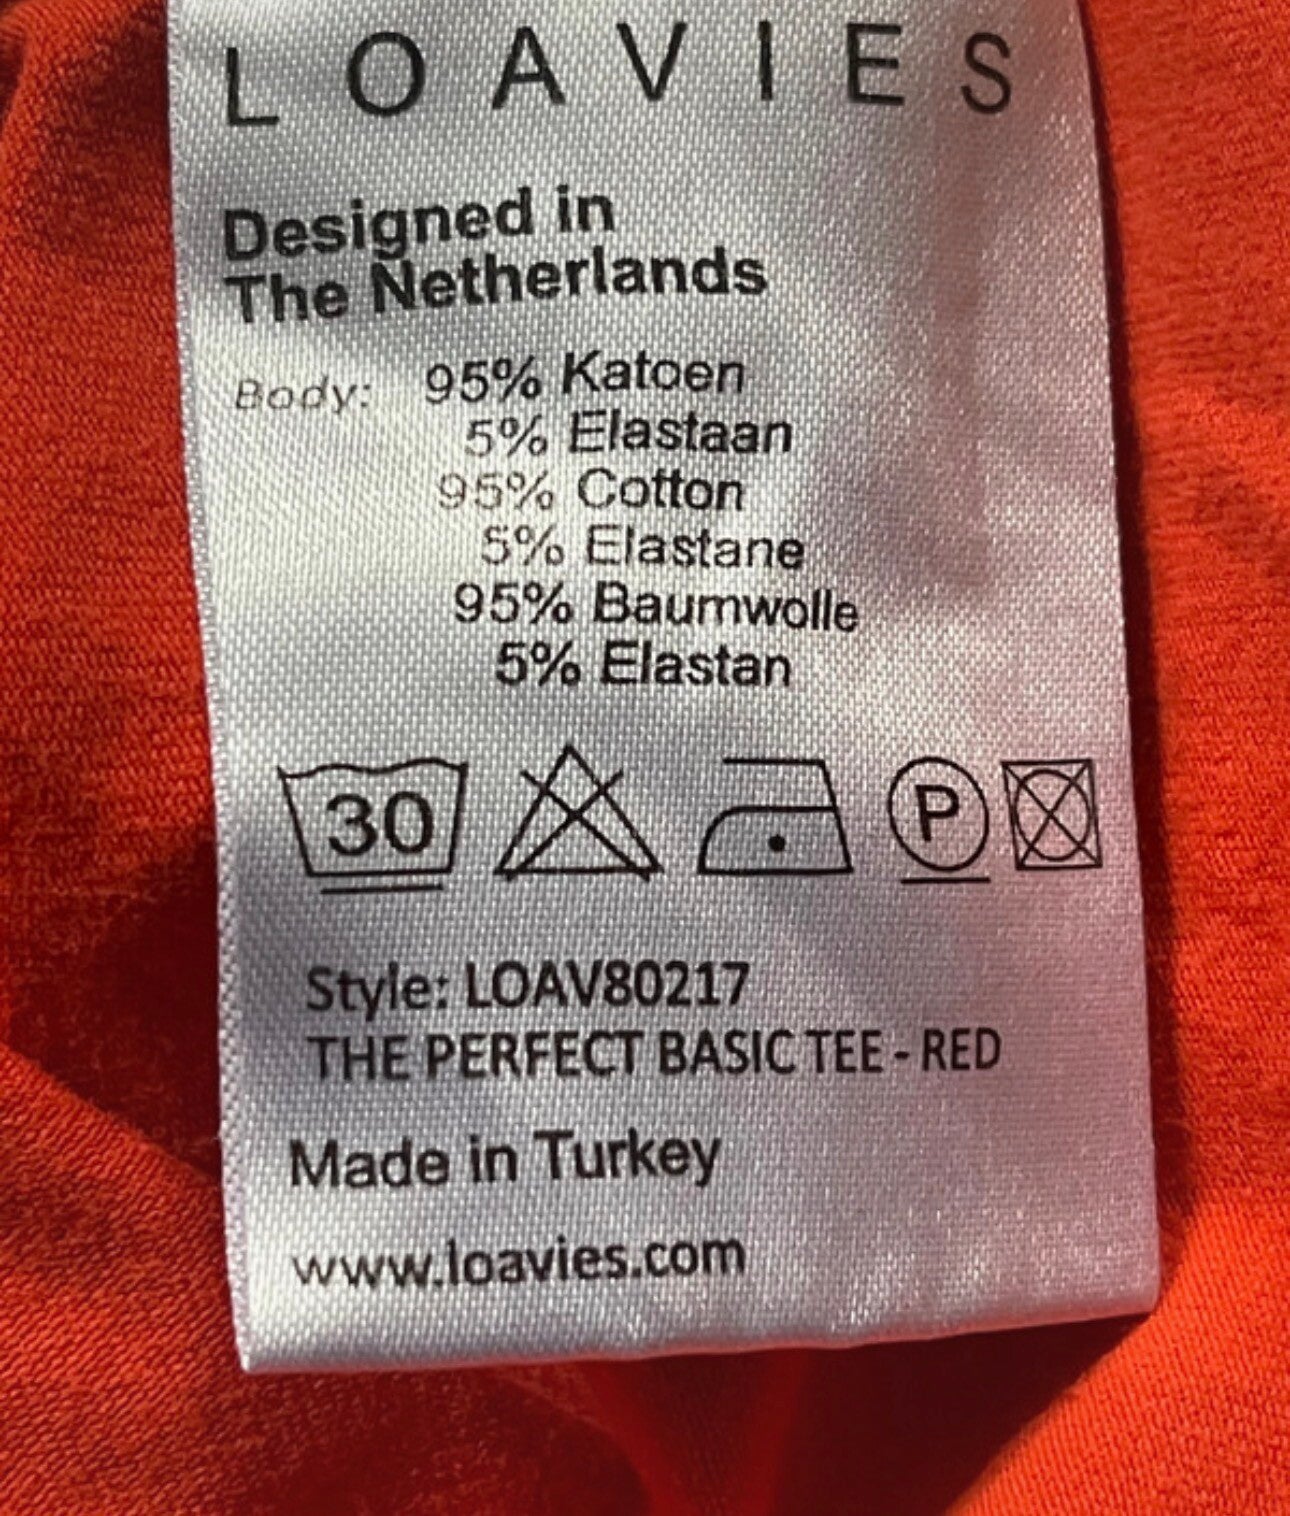 LOAVIES
Designed in
The Netherlands
Body: 95% Katoen
5% Elastaan
95% Cotton
5% Elastane
95% Baumwolle
5% Elastan
30 P
Style: LOAV80217
THE PERFECT BASIC TEE - RED
Made in Turkey
www.loavies.com